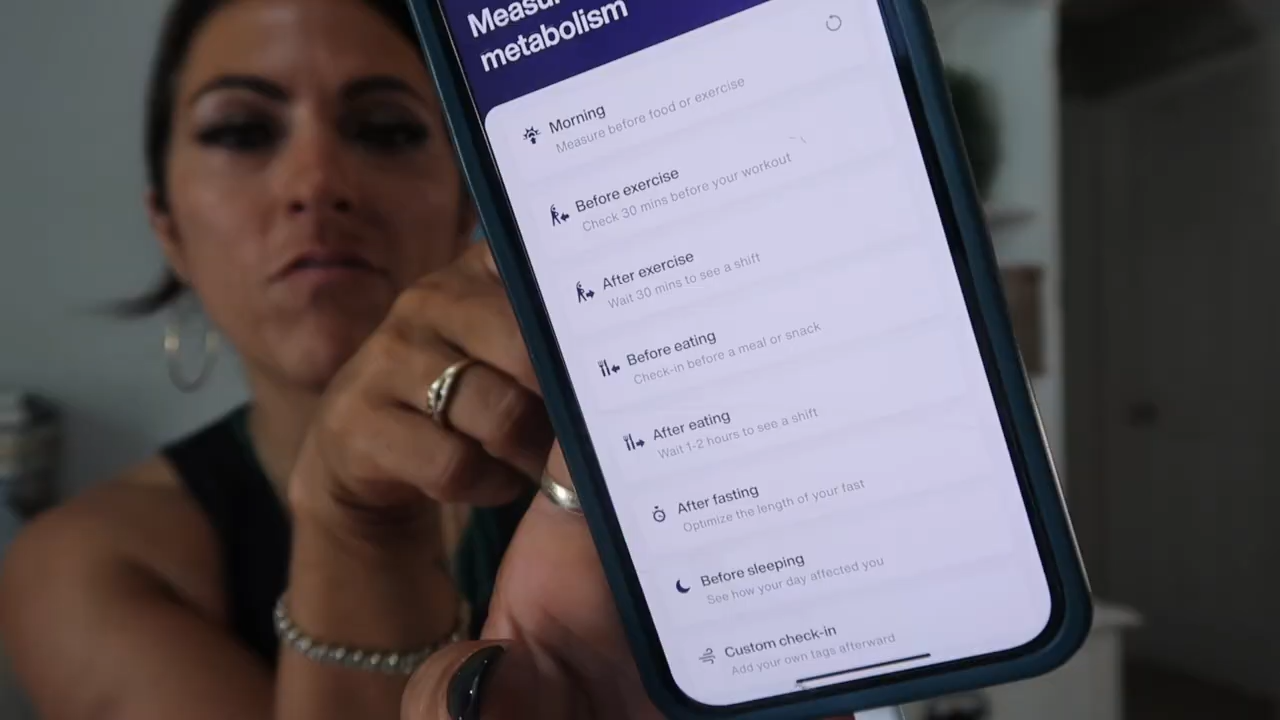 metabolism
Morning
Measure before food or exercise
Before exercise
Check 30 mins before your workout
After exercise
Wait 30 mins to see a shift
Before eating
Check-in before a meal or snack
After eating
Wait 1-2 hours to see a shift
After fasting
Optimize the length of your fast
Before sleeping
See how your day affected you
Custom check-in
Add your own tags afterward